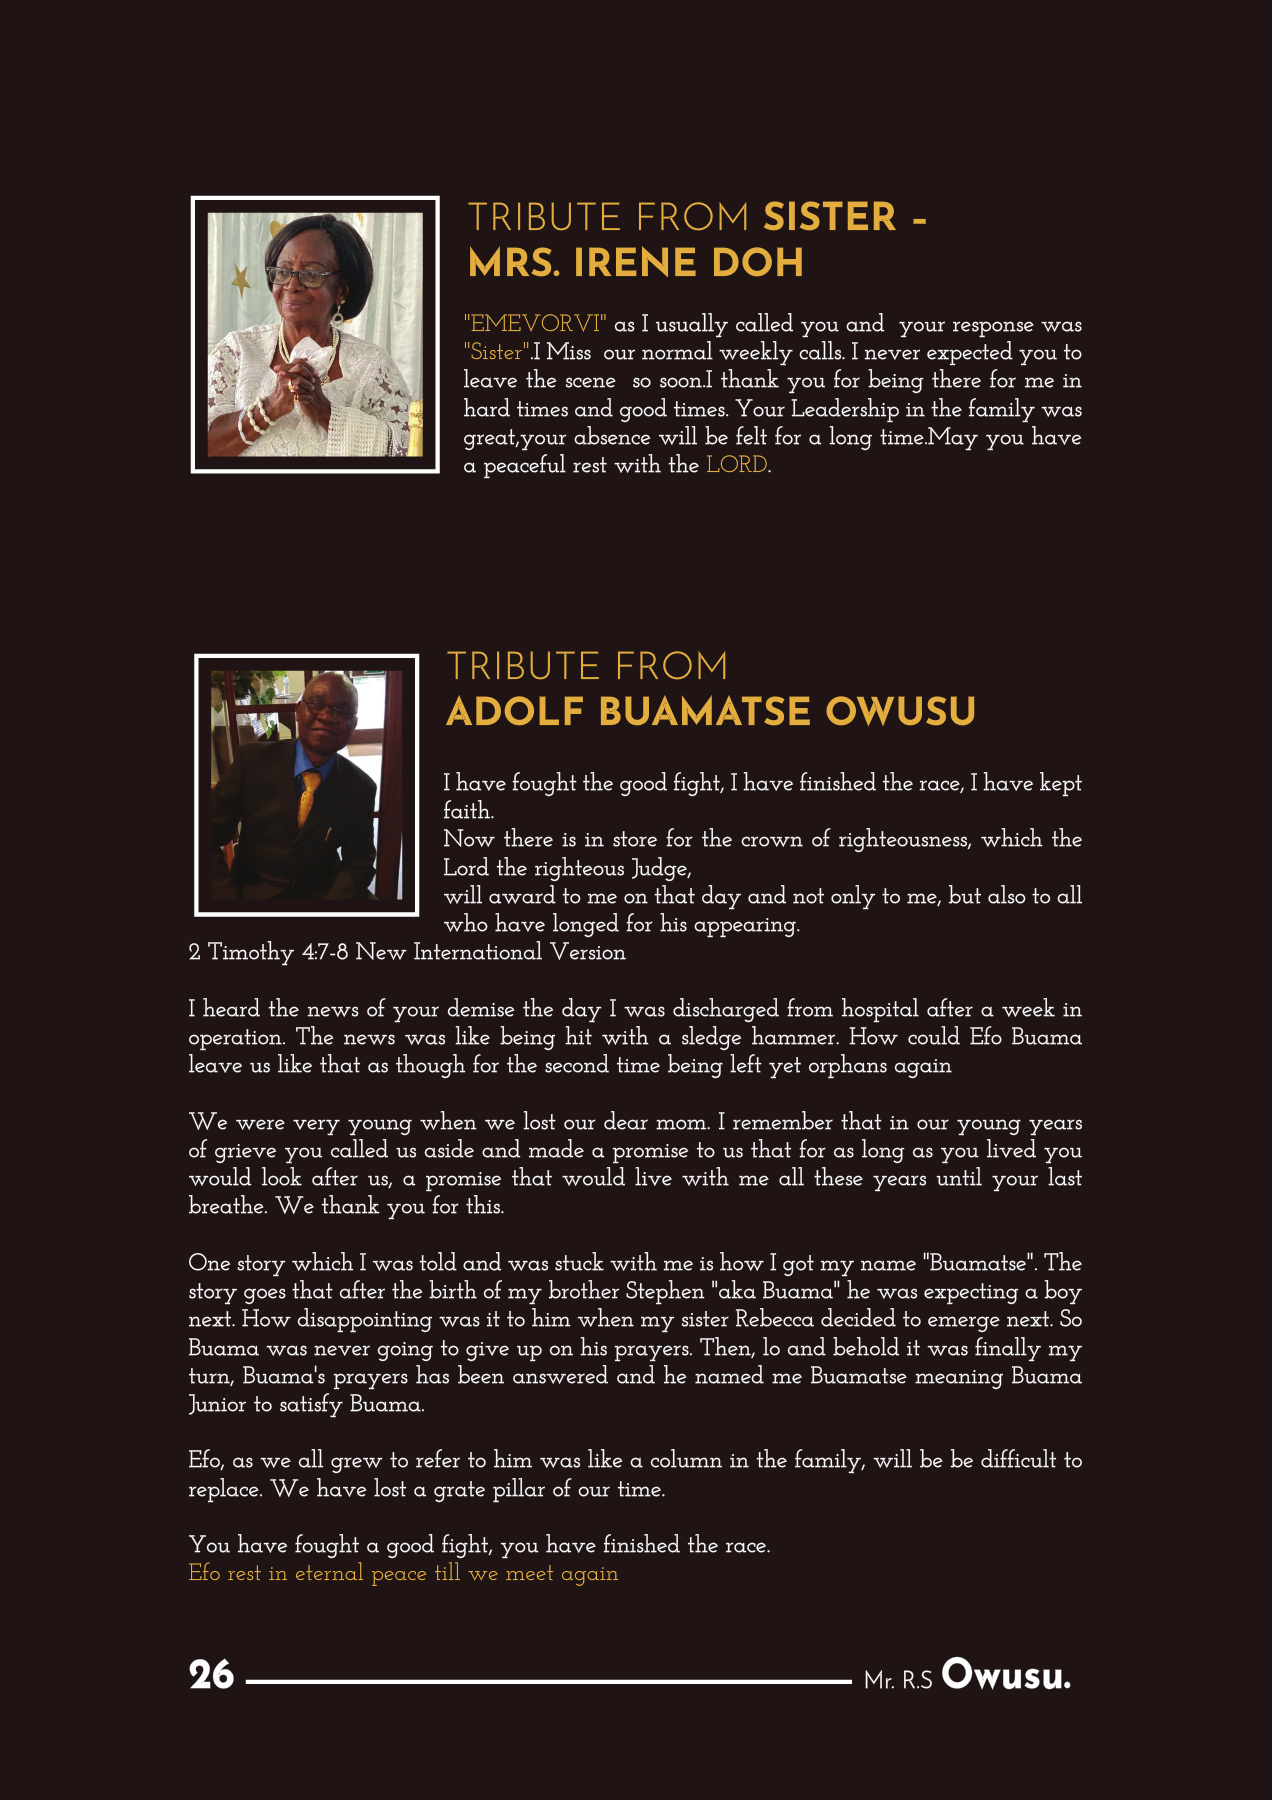 TRIBUTE FROM SISTER –
MRS. IRENE DOH
"EMEVORVI" as I usually called you and your response was
"Sister".I Miss our normal weekly calls. I never expected you to
leave the scene so soon.I thank you for being there for me in
hard times and good times. Your Leadership in the family was
great,your absence will be felt for a long time.May you have
a peaceful rest with the LORD.
TRIBUTE FROM
ADOLF BUAMATSE OWUSU
I have fought the good fight, I have finished the race, I have kept
faith.
Now there is in store for the crown of righteousness, which the
Lord the righteous Judge,
will award to me on that day and not only to me, but also to all
who have longed for his appearing.
2 Timothy 4:7-8 New International Version
I heard the news of your demise the day I was discharged from hospital after a week in
operation. The news was like being hit with a sledge hammer. How could Efo Buama
leave us like that as though for the second time being left yet orphans again
We were very young when we lost our dear mom. I remember that in our young years
of grieve you called us aside and made a promise to us that for as long as you lived you
would look after us, a promise that would live with me all these years until your last
breathe. We thank you for this.
One story which I was told and was stuck with me is how I got my name "Buamatse". The
story goes that after the birth of my brother Stephen "aka Buama" he was expecting a boy
next. How disappointing was it to him when my sister Rebecca decided to emerge next. So
Buama was never going to give up on his prayers. Then, lo and behold it was finally my
turn, Buama's prayers has been answered and he named me Buamatse meaning Buama
Junior to satisfy Buama.
Efo, as we all grew to refer to him was like a column in the family, will be be difficult to
replace. We have lost a grate pillar of our time.
You have fought a good fight, you have finished the race.
Efo rest in eternal peace till we meet again
26 Mr. R.S Owusu.